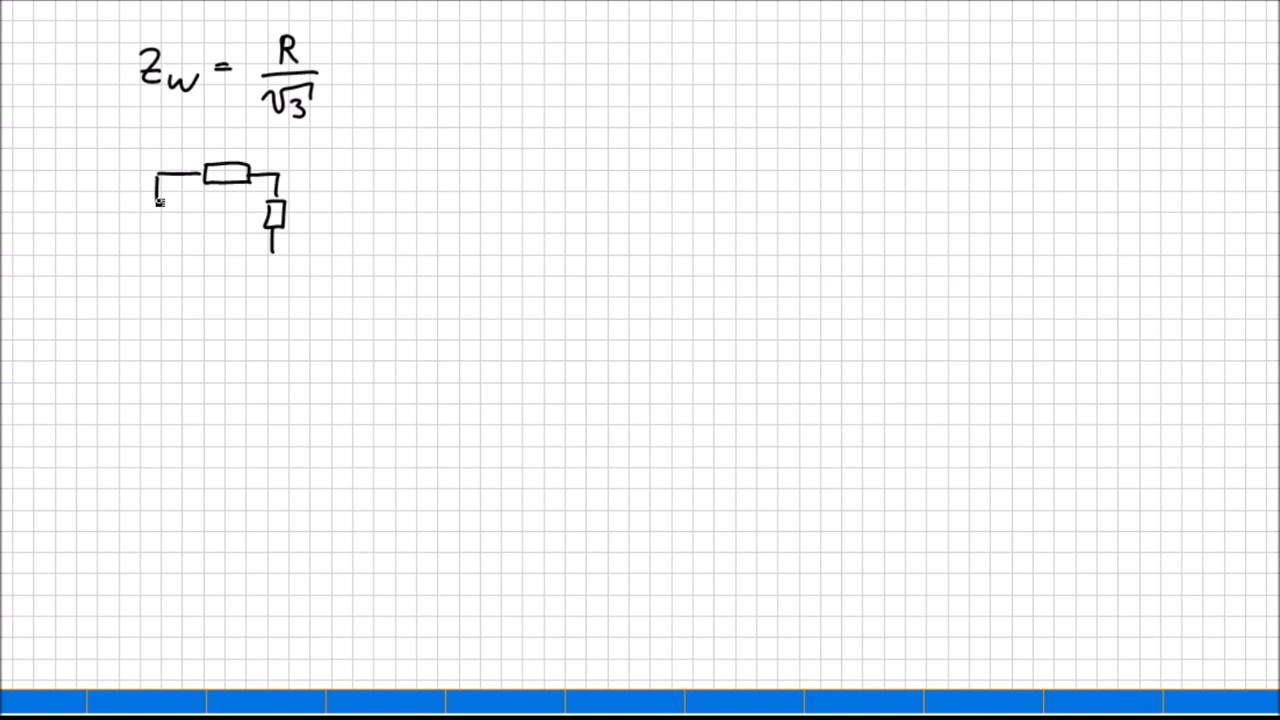 Z_W = R/√3